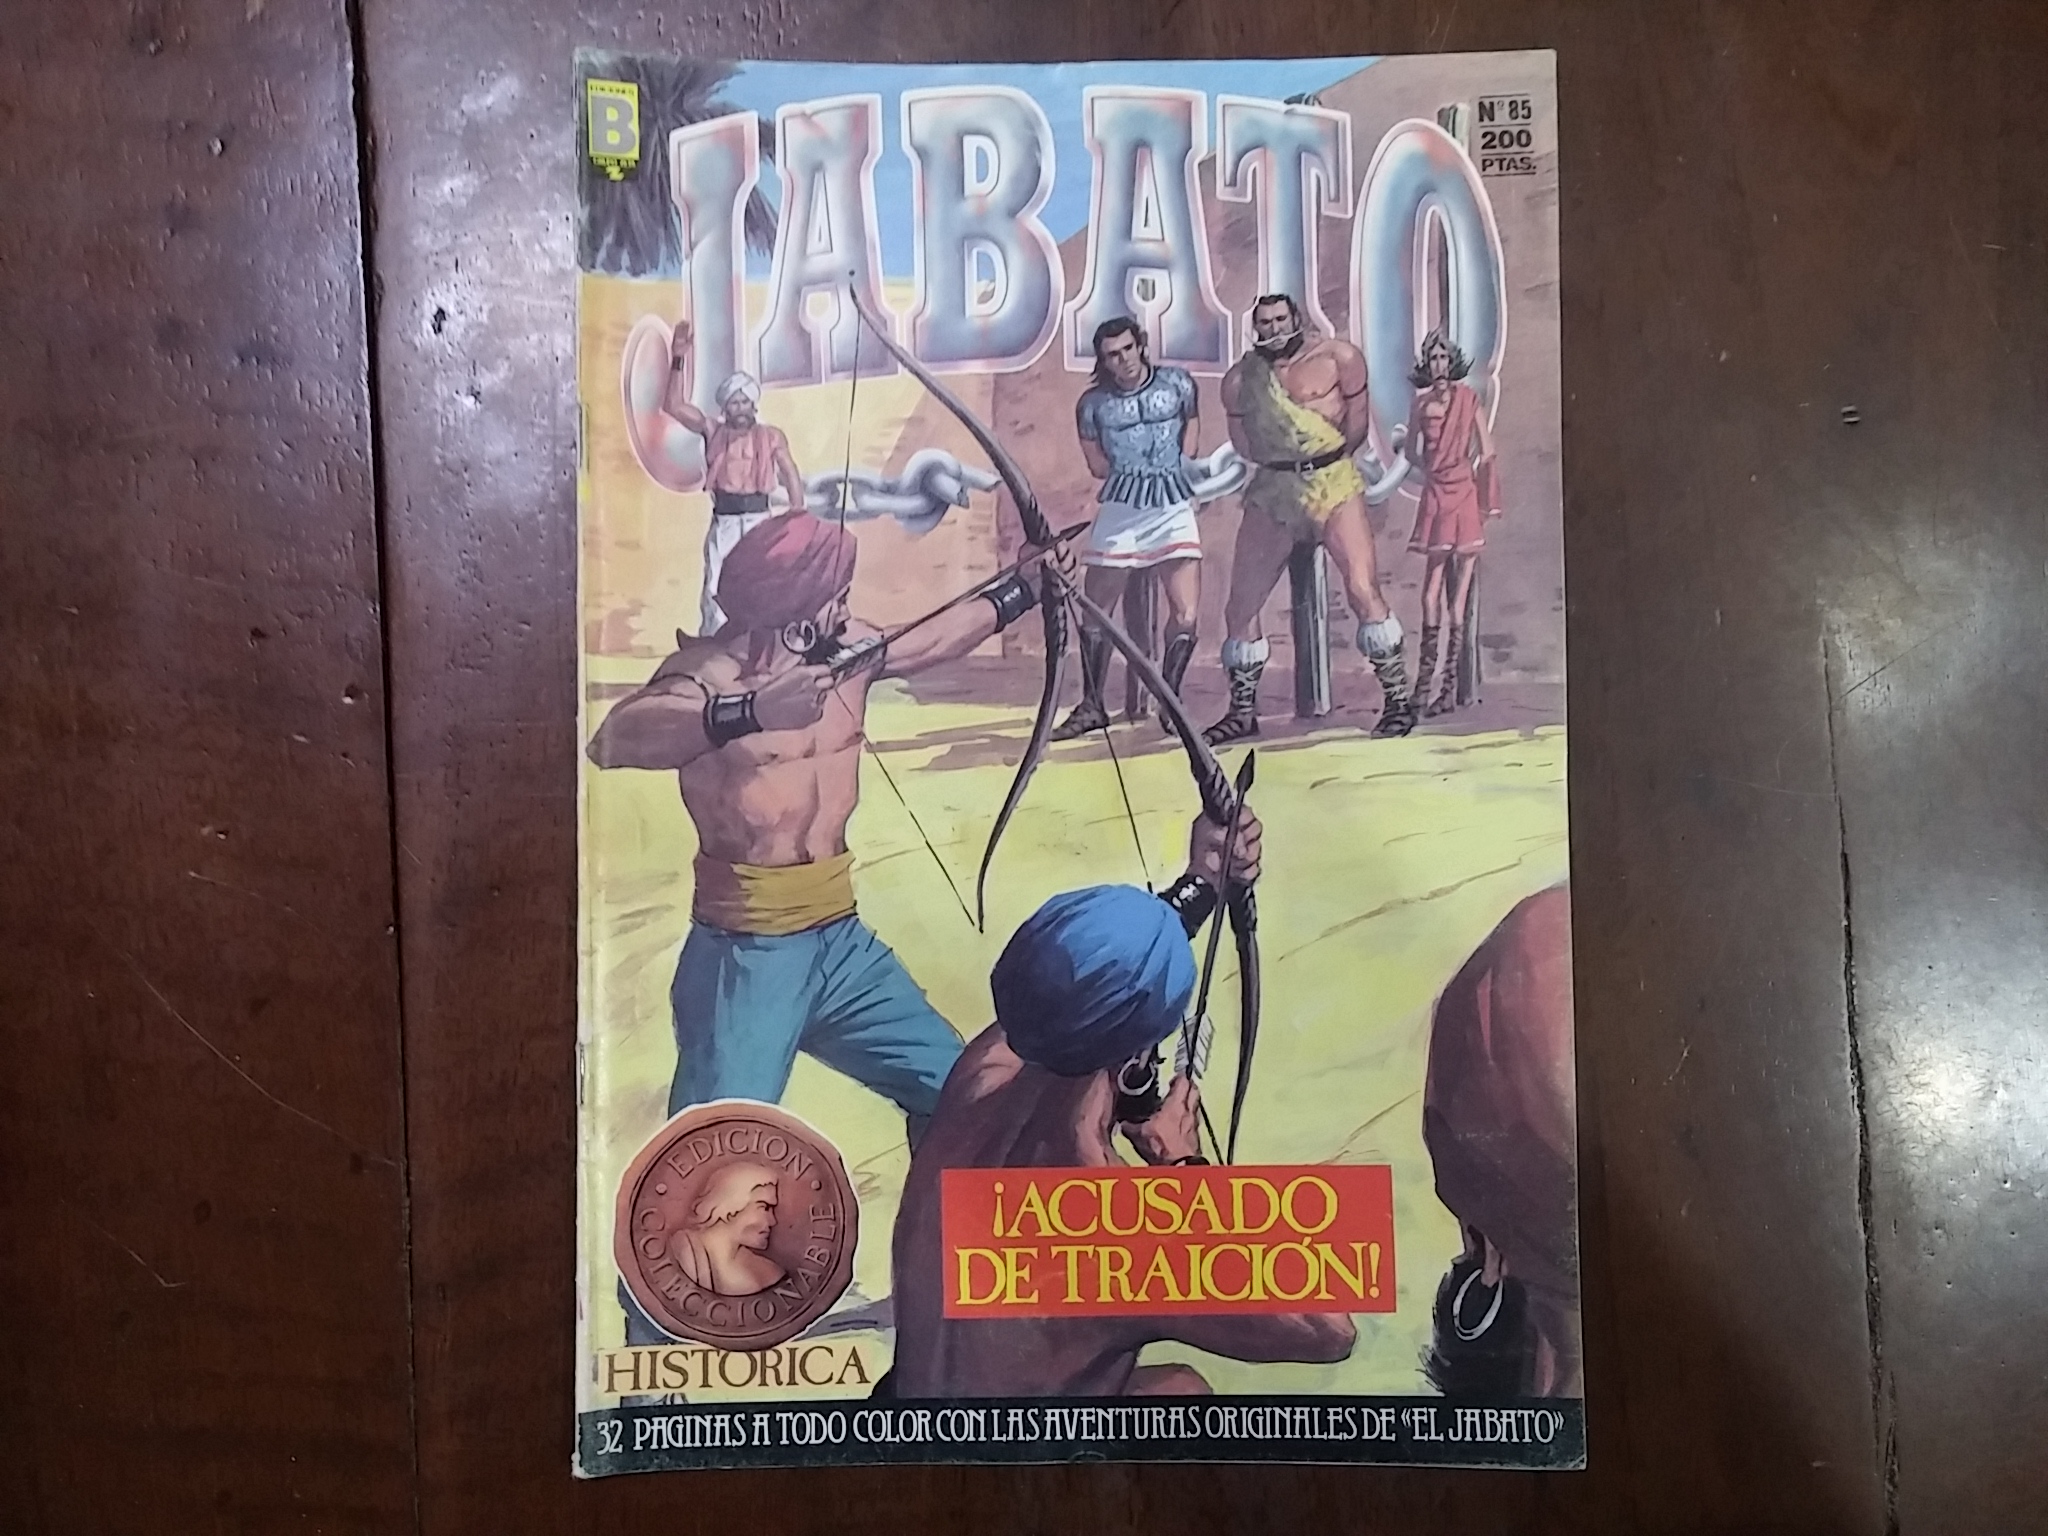 EDICIONES
B
JABATO
Nº 85
200
PTAS.
· EDICION ·
COLECCIONABLE
¡ACUSADO
DE TRAICIÓN!
HISTORICA
32 PAGINAS A TODO COLOR CON LAS AVENTURAS ORIGINALES DE «EL JABATO»